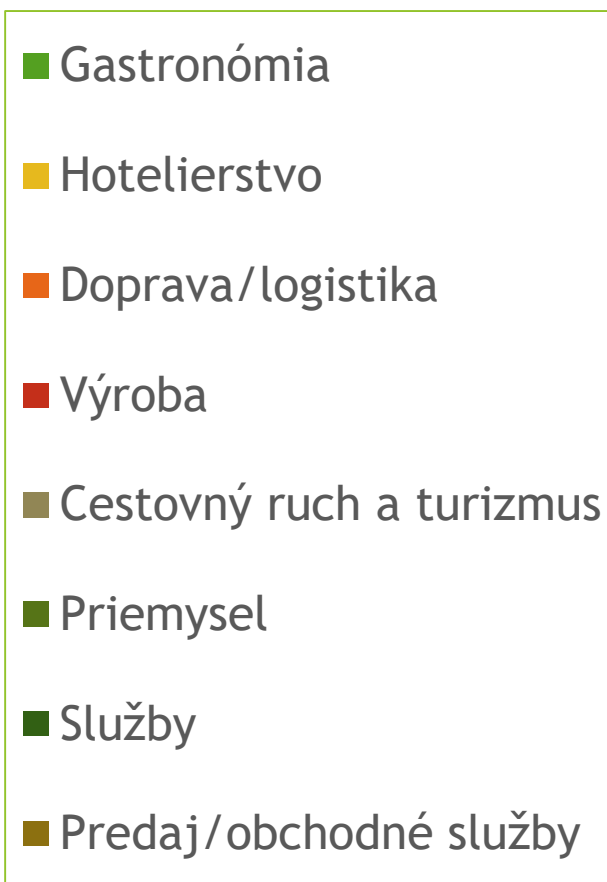 Gastronómia
Hotelierstvo
Doprava/logistika
Výroba
Cestovný ruch a turizmus
Priemysel
Služby
Predaj/obchodné služby